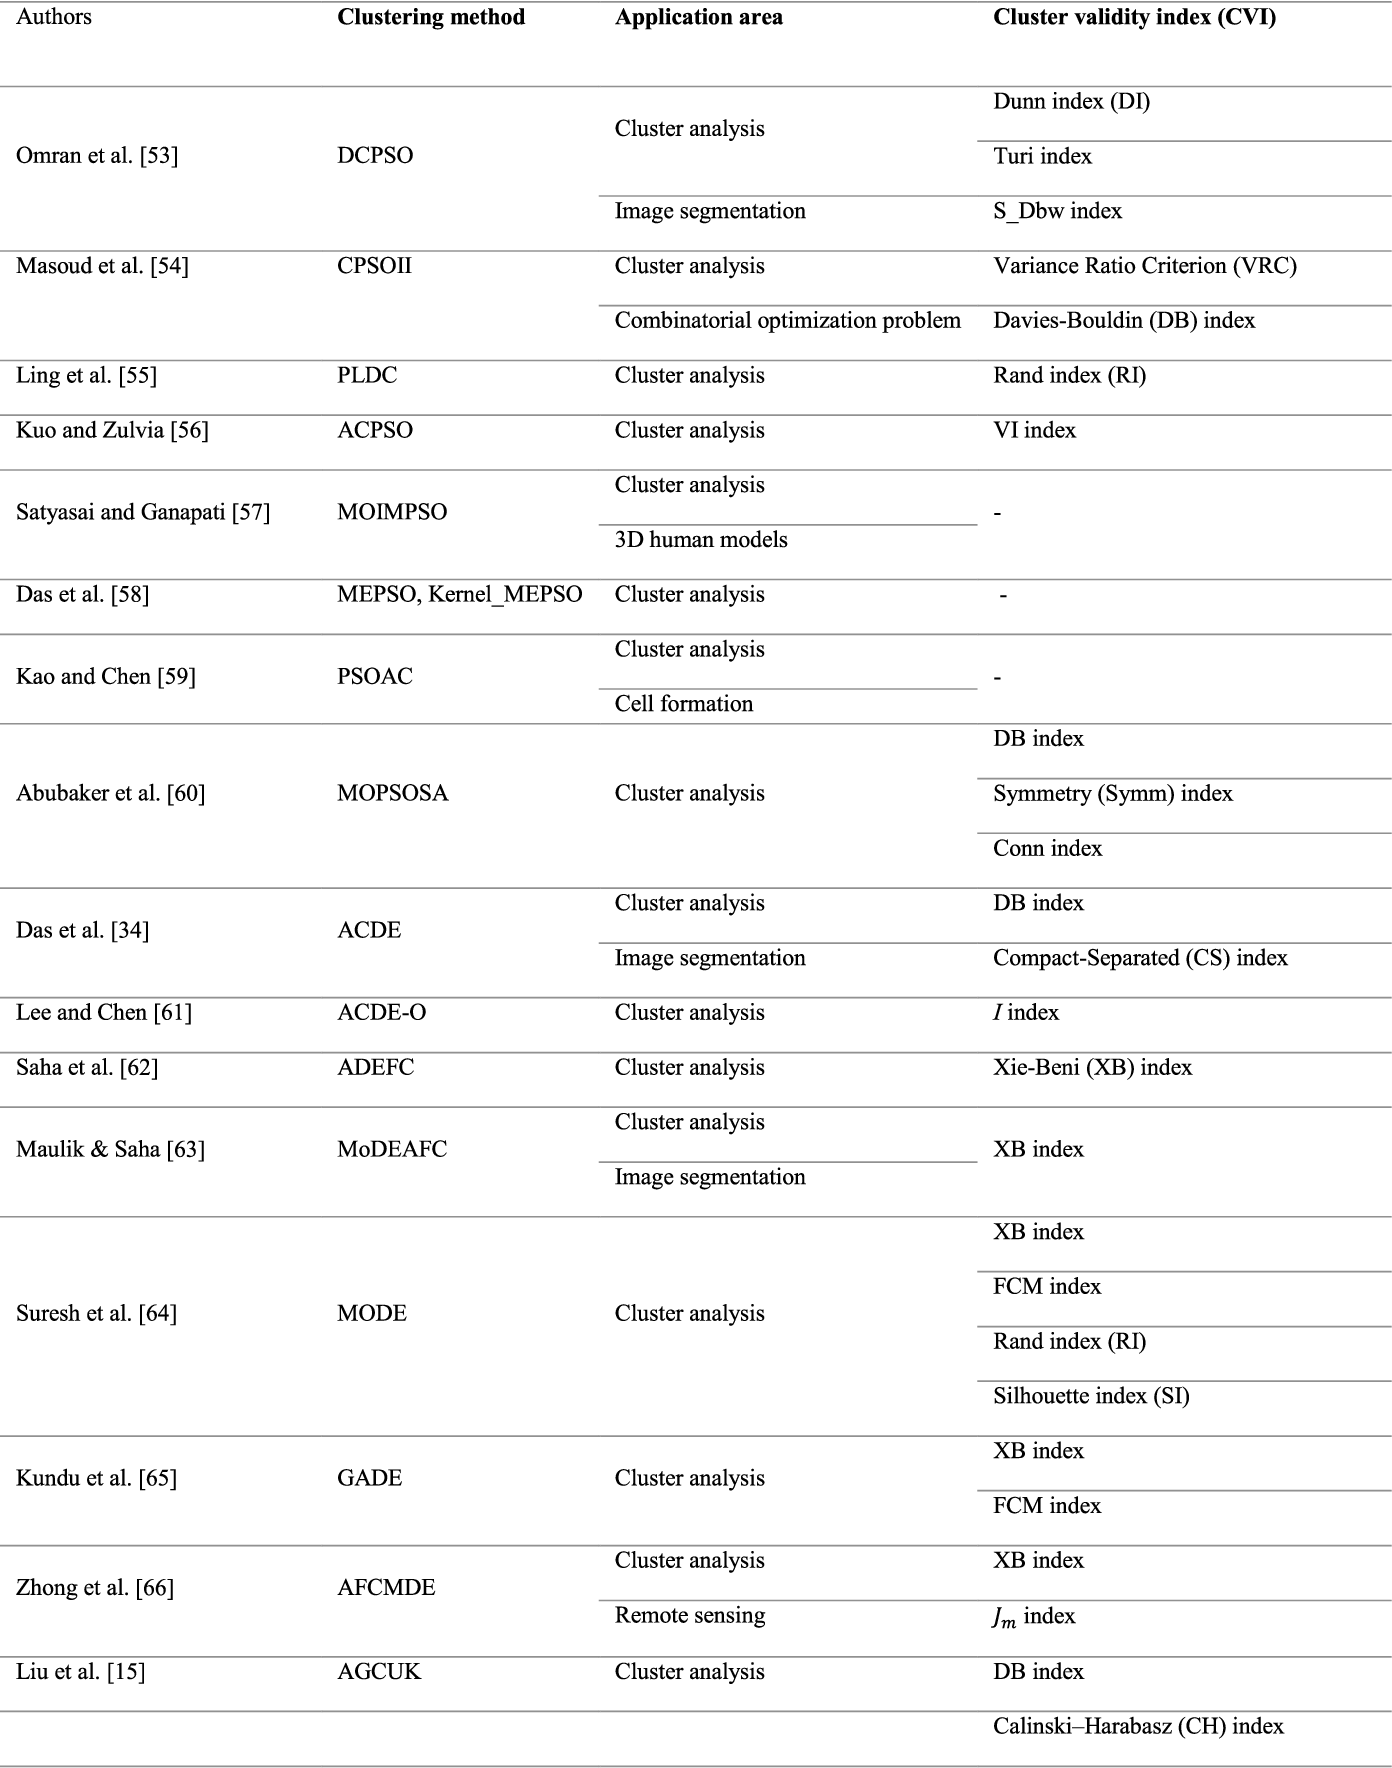 Authors Clustering method Application area Cluster validity index (CVI)
Dunn index (DI)
Cluster analysis
Omran et al. [53] DCPSO Turi index
Image segmentation S_Dbw index
Masoud et al. [54] CPSOII Cluster analysis Variance Ratio Criterion (VRC)
Combinatorial optimization problem Davies-Bouldin (DB) index
Ling et al. [55] PLDC Cluster analysis Rand index (RI)
Kuo and Zulvia [56] ACPSO Cluster analysis VI index
Cluster analysis
Satyasai and Ganapati [57] MOIMPSO -
3D human models
Das et al. [58] MEPSO, Kernel_MEPSO Cluster analysis -
Cluster analysis
Kao and Chen [59] PSOAC -
Cell formation
DB index
Abubaker et al. [60] MOPSOSA Cluster analysis Symmetry (Symm) index
Conn index
Cluster analysis DB index
Das et al. [34] ACDE
Image segmentation Compact-Separated (CS) index
Lee and Chen [61] ACDE-O Cluster analysis I index
Saha et al. [62] ADEFC Cluster analysis Xie-Beni (XB) index
Cluster analysis
Maulik & Saha [63] MoDEAFC XB index
Image segmentation
XB index
FCM index
Suresh et al. [64] MODE Cluster analysis
Rand index (RI)
Silhouette index (SI)
XB index
Kundu et al. [65] GADE Cluster analysis
FCM index
Cluster analysis XB index
Zhong et al. [66] AFCMDE
Remote sensing Jm index
Liu et al. [15] AGCUK Cluster analysis DB index
Calinski–Harabasz (CH) index